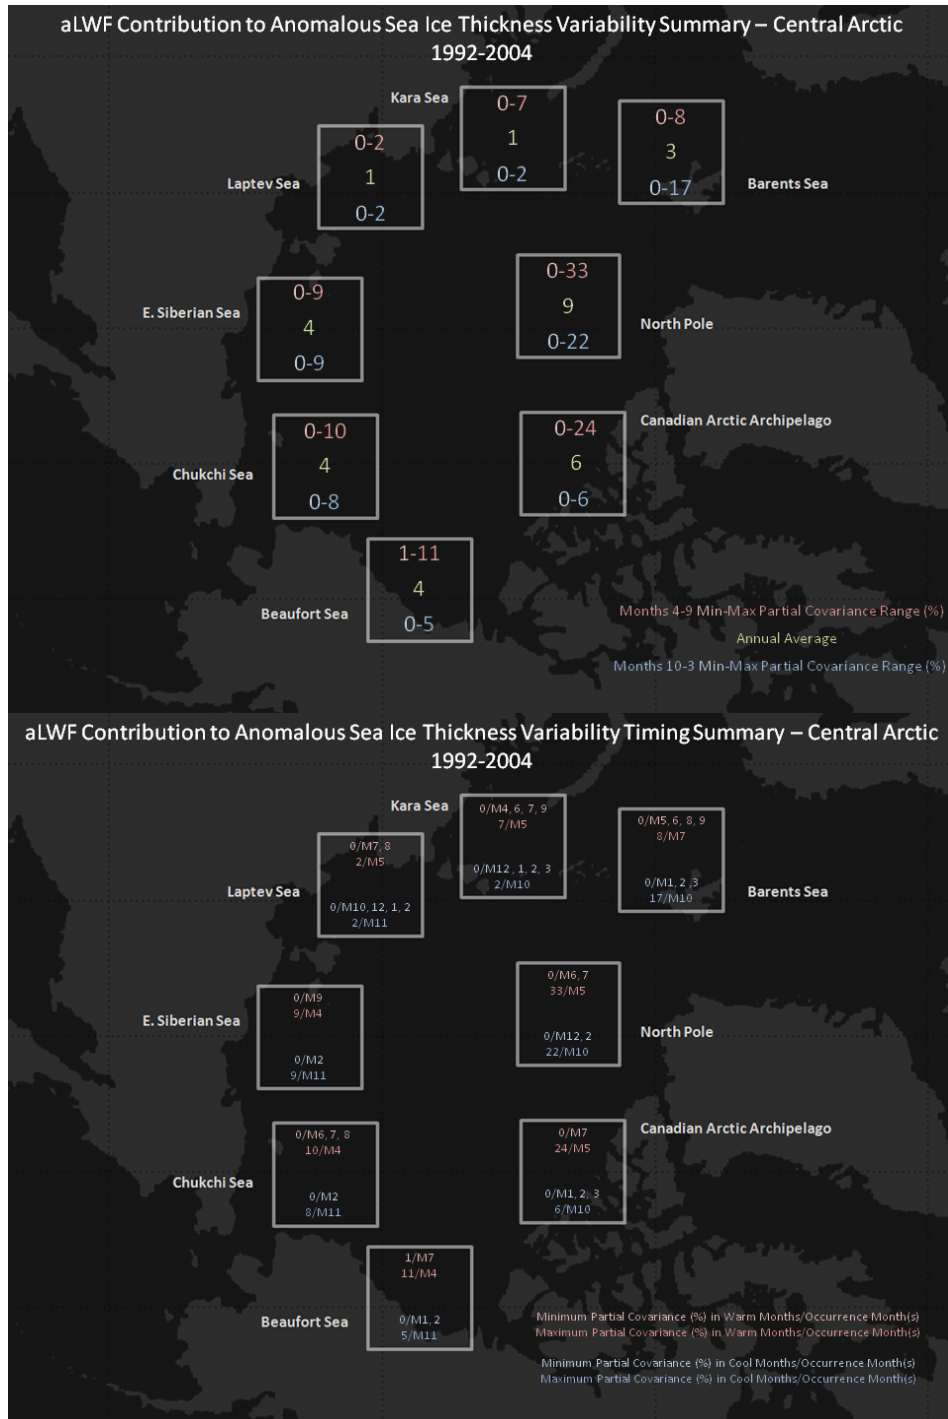 aLWF Contribution to Anomalous Sea Ice Thickness Variability Summary – Central Arctic
1992-2004
Kara Sea
0-7
1
0-2
0-8
3
0-17
Barents Sea
Laptev Sea
0-2
1
0-2
E. Siberian Sea
0-9
4
0-9
0-33
9
0-22
North Pole
Chukchi Sea
0-10
4
0-8
0-24
6
0-6
Canadian Arctic Archipelago
Beaufort Sea
1-11
4
0-5
Months 4-9 Min-Max Partial Covariance Range (%)
Annual Average
Months 10-3 Min-Max Partial Covariance Range (%)
aLWF Contribution to Anomalous Sea Ice Thickness Variability Timing Summary – Central Arctic
1992-2004
Kara Sea
0/M4, 6, 7, 9
7/M5
0/M12, 1, 2, 3
2/M10
0/M5, 6, 8, 9
8/M7
0/M1, 2, 3
17/M10
Barents Sea
Laptev Sea
0/M7, 8
2/M5
0/M10, 12, 1, 2
2/M11
E. Siberian Sea
0/M9
9/M4
0/M2
9/M11
0/M6, 7
33/M5
0/M12, 2
22/M10
North Pole
Chukchi Sea
0/M6, 7, 8
10/M4
0/M2
8/M11
0/M7
24/M5
0/M1, 2, 3
6/M10
Canadian Arctic Archipelago
Beaufort Sea
1/M7
11/M4
0/M1, 2
5/M11
Minimum Partial Covariance (%) in Warm Months/Occurrence Month(s)
Maximum Partial Covariance (%) in Warm Months/Occurrence Month(s)
Minimum Partial Covariance (%) in Cool Months/Occurrence Month(s)
Maximum Partial Covariance (%) in Cool Months/Occurrence Month(s)